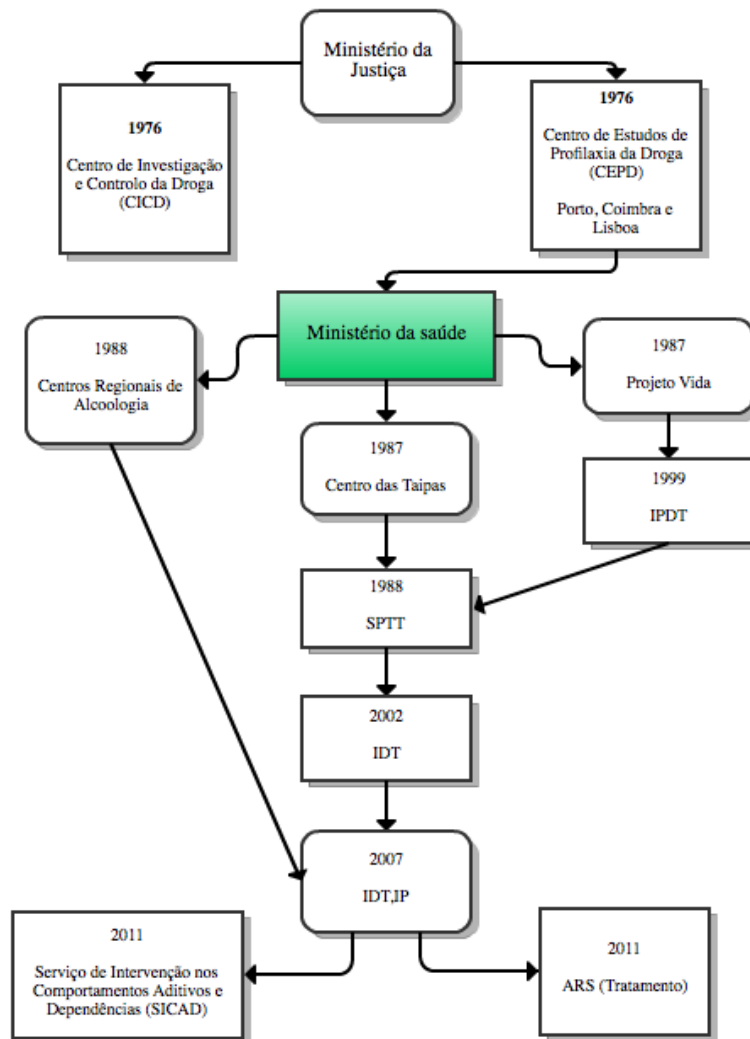 Ministério da
Justiça
1976
Centro de Investigação
e Controlo da Droga
(CICD)
1976
Centro de Estudos de
Profilaxia da Droga
(CEPD)
Porto, Coimbra e
Lisboa
Ministério da saúde
1988
Centros Regionais de
Alcoologia
1987
Projeto Vida
1987
Centro das Taipas
1999
IPDT
1988
SPTT
2002
IDT
2007
IDT,IP
2011
Serviço de Intervenção nos
Comportamentos Aditivos e
Dependências (SICAD)
2011
ARS (Tratamento)